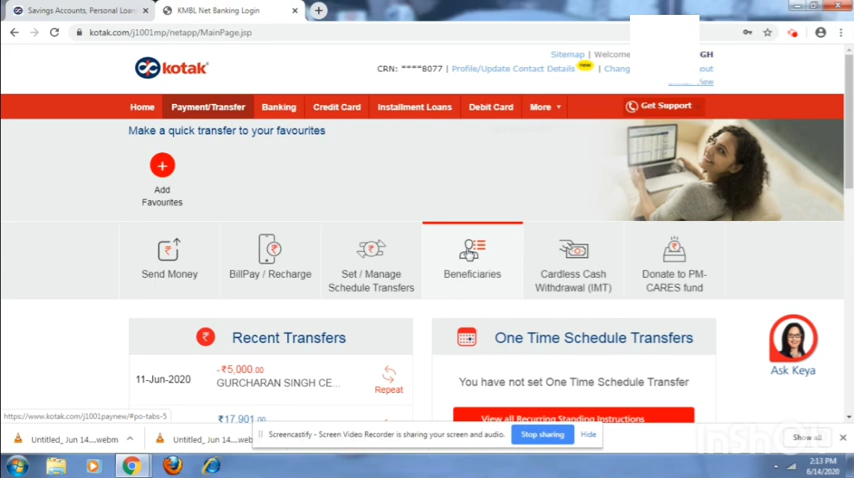 Savings Accounts, Personal Loan
KMBL Net Banking Login
kotak.com/j1001mp/netapp/MainPage.jsp
Sitemap | Welcome
GH
kotak
CRN: ****8077 | Profile/Update Contact Details new | Chang
out
View
Home Payment/Transfer Banking Credit Card Installment Loans Debit Card More Get Support
Make a quick transfer to your favourites
Add
Favourites
Send Money BillPay / Recharge Set / Manage Schedule Transfers Beneficiaries Cardless Cash Withdrawal (IMT) Donate to PM-CARES fund
Recent Transfers
One Time Schedule Transfers
11-Jun-2020
-₹5,000.00
GURCHARAN SINGH CE...
Repeat
You have not set One Time Schedule Transfer
Ask Keya
https://www.kotak.com/j1001paynew/#po-tabs-5
₹17,901.00
View all Recurring Standing Instructions
Untitled_ Jun 14....webm
Untitled_ Jun 14....web
Screencastify - Screen Video Recorder is sharing your screen and audio.
Stop sharing
Hide
InShOt
Show all
2:13 PM
6/14/2020